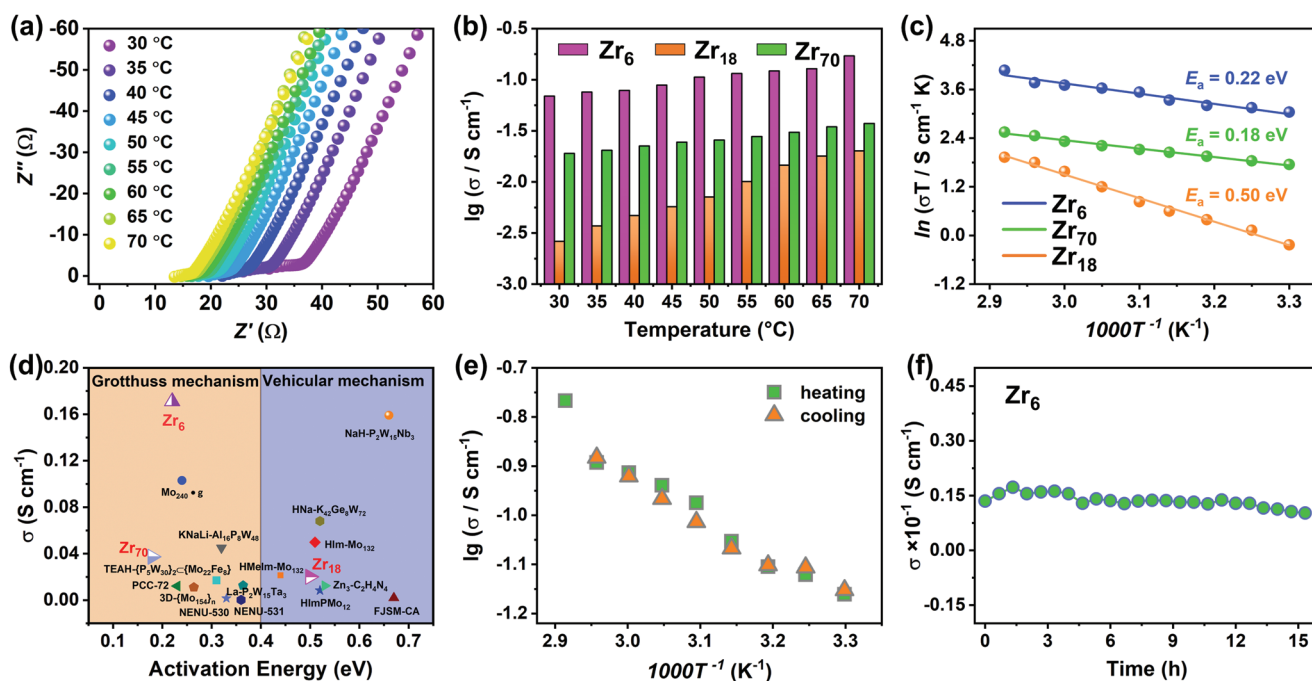 (a)
-60
-50
-40
-30
-20
-10
0
Z'' (Ω)
30 °C
35 °C
40 °C
45 °C
50 °C
55 °C
60 °C
65 °C
70 °C
0 10 20 30 40 50 60
Z' (Ω)
(b)
-0.5
-1.0
-1.5
-2.0
-2.5
-3.0
lg (σ / S cm⁻¹)
Zr₆ Zr₁₈ Zr₇₀
30 35 40 45 50 55 60 65 70
Temperature (°C)
(c)
4.8
3.6
2.4
1.2
0.0
-1.2
ln (σT / S cm⁻¹ K)
Eₐ = 0.22 eV
Eₐ = 0.18 eV
Eₐ = 0.50 eV
Zr₆
Zr₇₀
Zr₁₈
2.9 3.0 3.1 3.2 3.3
1000T ⁻¹ (K⁻¹)
(d)
0.20
0.16
0.12
0.08
0.04
0.00
σ (S cm⁻¹)
Grotthuss mechanism Vehicular mechanism
Zr₆
NaH-P₂W₁₅Nb₃
Mo₂₄₀ • g
HNa-K₄₂Ge₈W₇₂
KNaLi-Al₁₆P₈W₄₈
HIm-Mo₁₃₂
Zr₇₀
TEAH-{P₅W₃₀}₂⊂{Mo₂₂Fe₈}
HMeIm-Mo₁₃₂
Zr₁₈
PCC-72
La-P₂W₁₅Ta₃
Zn₃-C₂H₄N₄
3D-{Mo₁₅₄}ₙ
HImPMo₁₂
NENU-530
NENU-531
FJSM-CA
0.1 0.2 0.3 0.4 0.5 0.6 0.7
Activation Energy (eV)
(e)
-0.7
-0.8
-0.9
-1.0
-1.1
-1.2
lg (σ / S cm⁻¹)
heating
cooling
2.9 3.0 3.1 3.2 3.3
1000T ⁻¹ (K⁻¹)
(f)
0.45
0.30
0.15
0.00
-0.15
σ ×10⁻¹ (S cm⁻¹)
Zr₆
0 3 6 9 12 15
Time (h)